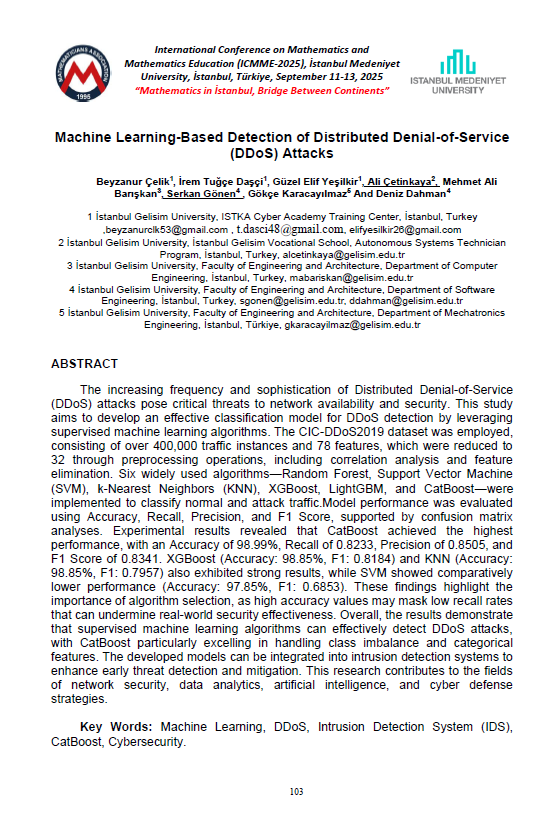 International Conference on Mathematics and
Mathematics Education (ICMME-2025), İstanbul Medeniyet
University, İstanbul, Türkiye, September 11-13, 2025
“Mathematics in İstanbul, Bridge Between Continents”
MATHEMATICIANS ASSOCIATION
1995
ISTANBUL MEDENIYET
UNIVERSITY
Machine Learning-Based Detection of Distributed Denial-of-Service
(DDoS) Attacks
Beyzanur Çelik1, İrem Tuğçe Daşçi1, Güzel Elif Yeşilkir1, Ali Çetinkaya2, Mehmet Ali
Barışkan3, Serkan Gönen4 , Gökçe Karacayılmaz5 And Deniz Dahman4
1 İstanbul Gelisim University, ISTKA Cyber Academy Training Center, İstanbul, Turkey
,beyzanurclk53@gmail.com , t.dasci48@gmail.com, elifyesilkir26@gmail.com
2 İstanbul Gelisim University, İstanbul Gelisim Vocational School, Autonomous Systems Technician
Program, İstanbul, Turkey, alcetinkaya@gelisim.edu.tr
3 İstanbul Gelisim University, Faculty of Engineering and Architecture, Department of Computer
Engineering, İstanbul, Turkey, mabariskan@gelisim.edu.tr
4 İstanbul Gelisim University, Faculty of Engineering and Architecture, Department of Software
Engineering, İstanbul, Turkey, sgonen@gelisim.edu.tr, ddahman@gelisim.edu.tr
5 İstanbul Gelisim University, Faculty of Engineering and Architecture, Department of Mechatronics
Engineering, İstanbul, Türkiye, gkaracayilmaz@gelisim.edu.tr
ABSTRACT
The increasing frequency and sophistication of Distributed Denial-of-Service
(DDoS) attacks pose critical threats to network availability and security. This study
aims to develop an effective classification model for DDoS detection by leveraging
supervised machine learning algorithms. The CIC-DDoS2019 dataset was employed,
consisting of over 400,000 traffic instances and 78 features, which were reduced to
32 through preprocessing operations, including correlation analysis and feature
elimination. Six widely used algorithms—Random Forest, Support Vector Machine
(SVM), k-Nearest Neighbors (KNN), XGBoost, LightGBM, and CatBoost—were
implemented to classify normal and attack traffic.Model performance was evaluated
using Accuracy, Recall, Precision, and F1 Score, supported by confusion matrix
analyses. Experimental results revealed that CatBoost achieved the highest
performance, with an Accuracy of 98.99%, Recall of 0.8233, Precision of 0.8505, and
F1 Score of 0.8341. XGBoost (Accuracy: 98.85%, F1: 0.8184) and KNN (Accuracy:
98.85%, F1: 0.7957) also exhibited strong results, while SVM showed comparatively
lower performance (Accuracy: 97.85%, F1: 0.6853). These findings highlight the
importance of algorithm selection, as high accuracy values may mask low recall rates
that can undermine real-world security effectiveness. Overall, the results demonstrate
that supervised machine learning algorithms can effectively detect DDoS attacks,
with CatBoost particularly excelling in handling class imbalance and categorical
features. The developed models can be integrated into intrusion detection systems to
enhance early threat detection and mitigation. This research contributes to the fields
of network security, data analytics, artificial intelligence, and cyber defense
strategies.
Key Words: Machine Learning, DDoS, Intrusion Detection System (IDS),
CatBoost, Cybersecurity.
103